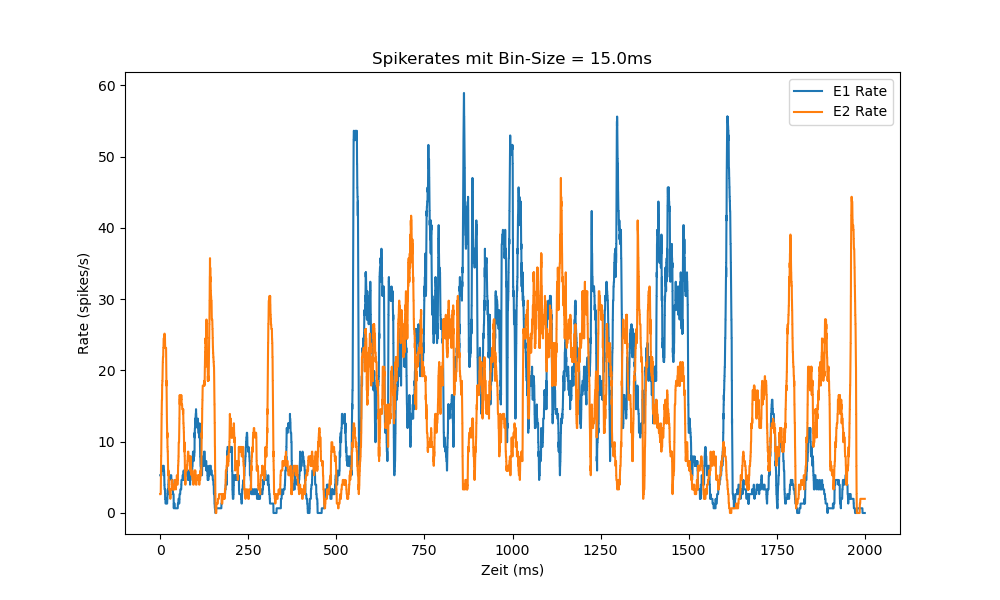 Spikerates mit Bin-Size = 15.0ms
E1 Rate
E2 Rate
60
50
40
30
20
10
0
Rate (spikes/s)
0 250 500 750 1000 1250 1500 1750 2000
Zeit (ms)